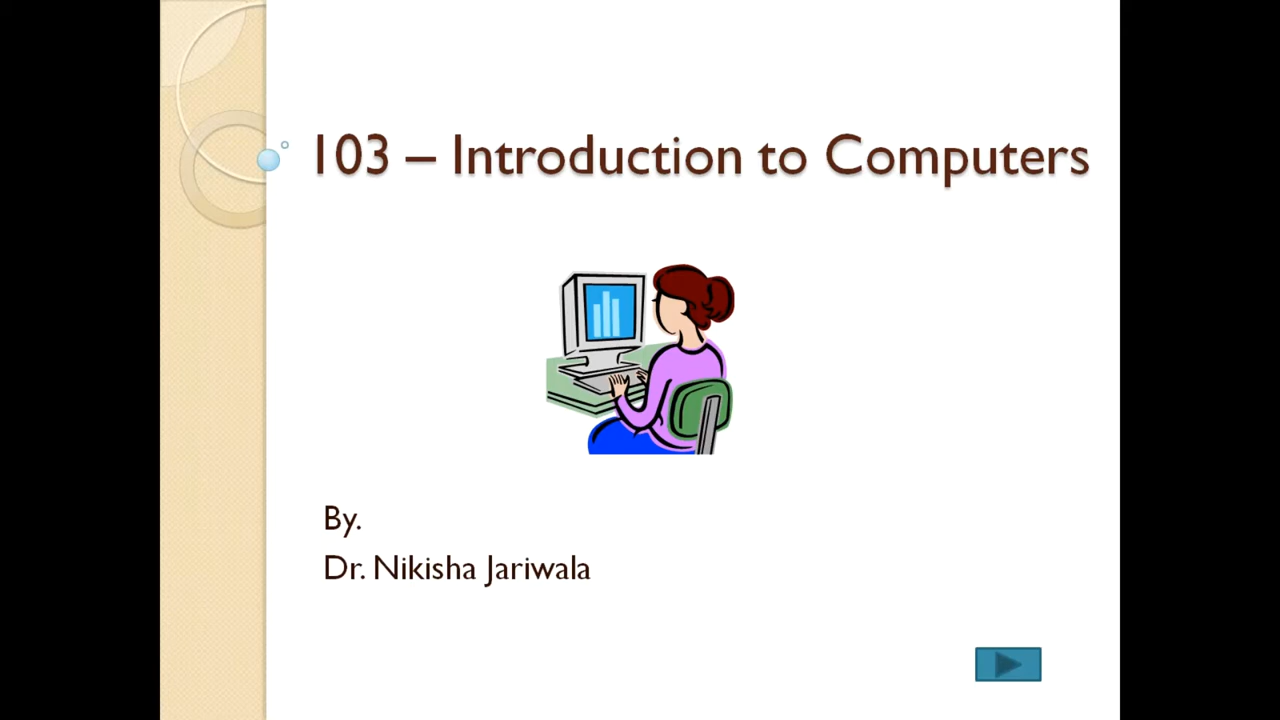 103 – Introduction to Computers
By.
Dr. Nikisha Jariwala